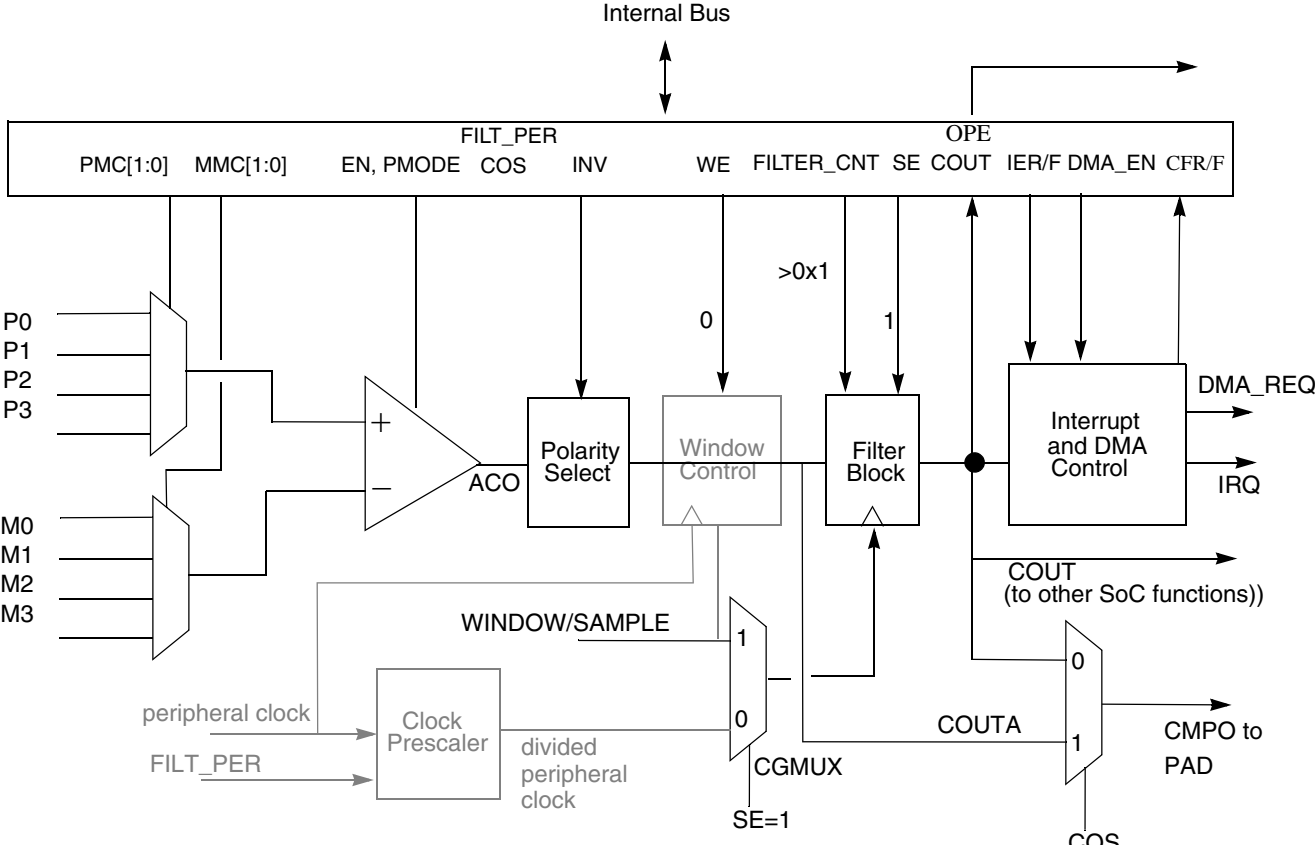 Internal Bus
FILT_PER
OPE
PMC[1:0] MMC[1:0] EN, PMODE COS INV WE FILTER_CNT SE COUT IER/F DMA_EN CFR/F
>0x1
0
1
P0
P1
P2
P3
+
−
ACO
Polarity
Select
Window
Control
Filter
Block
Interrupt
and DMA
Control
DMA_REQ
IRQ
M0
M1
M2
M3
COUT
(to other SoC functions))
WINDOW/SAMPLE
1
0
CGMUX
SE=1
peripheral clock
FILT_PER
Clock
Prescaler
divided
peripheral
clock
COUTA
0
1
CMPO to
PAD
COS